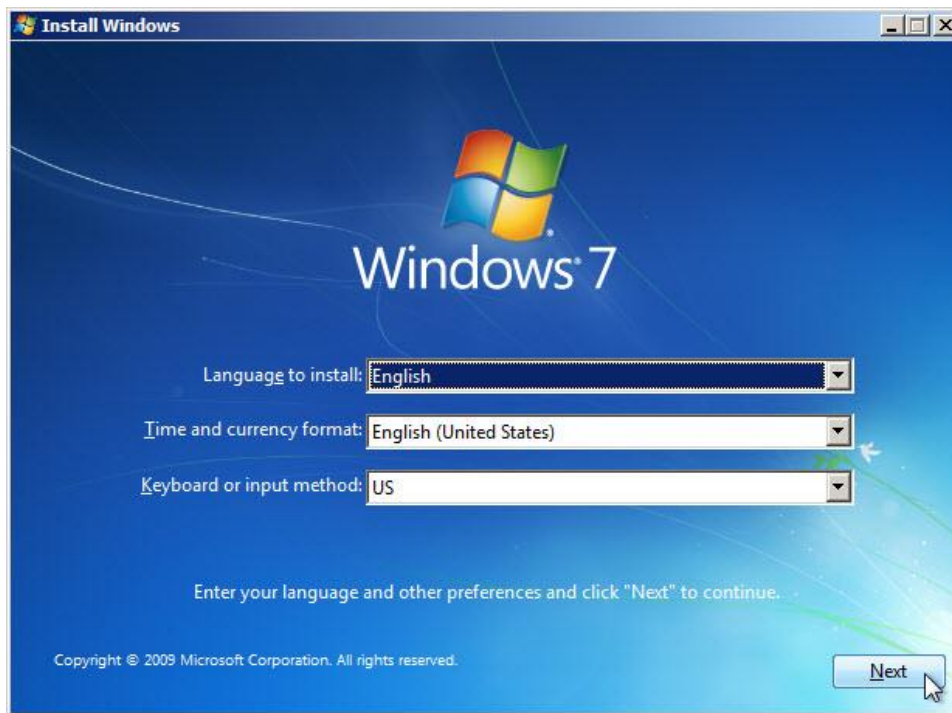 Install Windows
Windows® 7
Language to install: English
Time and currency format: English (United States)
Keyboard or input method: US
Enter your language and other preferences and click "Next" to continue.
Copyright © 2009 Microsoft Corporation. All rights reserved.
Next